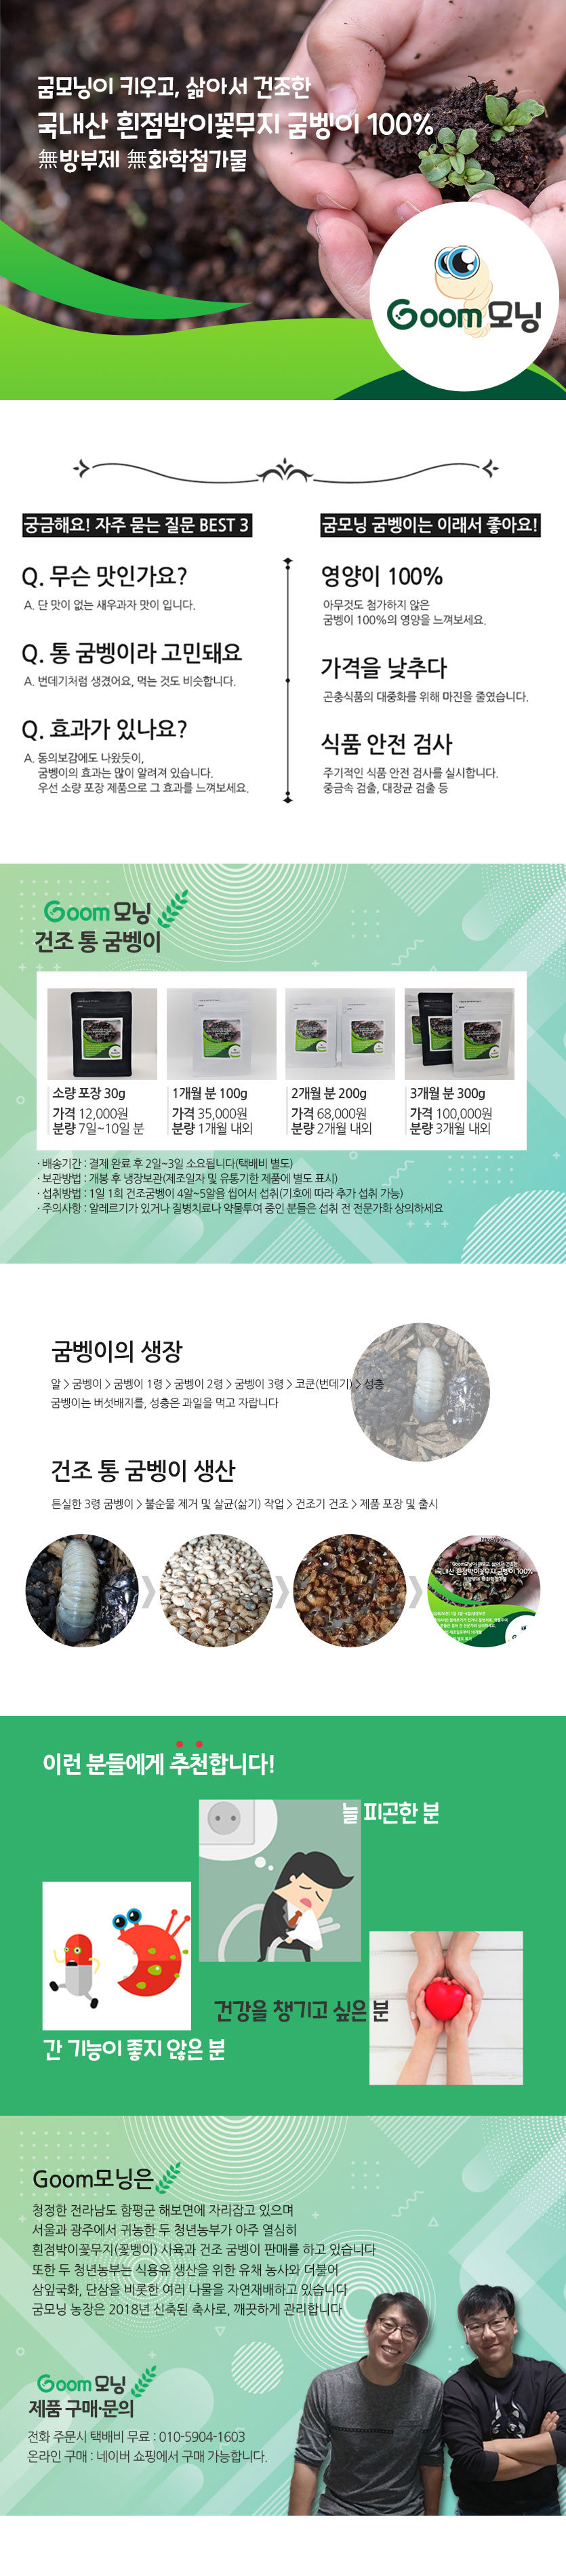 굼모닝이 키우고, 삶아서 건조한
국내산 흰점박이꽃무지 굼벵이 100%
無방부제 無화학첨가물
Goom모닝
궁금해요! 자주 묻는 질문 BEST 3
Q. 무슨 맛인가요?
A. 단 맛이 없는 새우과자 맛이 입니다.
Q. 통 굼벵이라 고민돼요
A. 번데기처럼 생겼어요, 먹는 것도 비슷합니다.
Q. 효과가 있나요?
A. 동의보감에도 나왔듯이,
굼벵이의 효과는 많이 알려져 있습니다.
우선 소량 포장 제품으로 그 효과를 느껴보세요.
굼모닝 굼벵이는 이래서 좋아요!
영양이 100%
아무것도 첨가하지 않은
굼벵이 100%의 영양을 느껴보세요.
가격을 낮추다
곤충식품의 대중화를 위해 마진을 줄였습니다.
식품 안전 검사
주기적인 식품 안전 검사를 실시합니다.
중금속 검출, 대장균 검출 등
Goom모닝
건조 통 굼벵이
소량 포장 30g
가격 12,000원
분량 7일~10일 분
1개월 분 100g
가격 35,000원
분량 1개월 내외
2개월 분 200g
가격 68,000원
분량 2개월 내외
3개월 분 300g
가격 100,000원
분량 3개월 내외
· 배송기간 : 결제 완료 후 2일~3일 소요됩니다(택배비 별도)
· 보관방법 : 개봉 후 냉장보관(제조일자 및 유통기한 제품에 별도 표시)
· 섭취방법 : 1일 1회 건조굼벵이 4알~5알을 씹어서 섭취(기호에 따라 추가 섭취 가능)
· 주의사항 : 알레르기가 있거나 질병치료나 약물투여 중인 분들은 섭취 전 전문가화 상의하세요
굼벵이의 생장
알 > 굼벵이 > 굼벵이 1령 > 굼벵이 2령 > 굼벵이 3령 > 코쿤(번데기) > 성충
굼벵이는 버섯배지를, 성충은 과일을 먹고 자랍니다
건조 통 굼벵이 생산
튼실한 3령 굼벵이 > 불순물 제거 및 살균(삶기) 작업 > 건조기 건조 > 제품 포장 및 출시
국내산 흰점박이꽃무지 굼벵이 100%
이런 분들에게 추천합니다!
늘 피곤한 분
건강을 챙기고 싶은 분
간 기능이 좋지 않은 분
Goom모닝은
청정한 전라남도 함평군 해보면에 자리잡고 있으며
서울과 광주에서 귀농한 두 청년농부가 아주 열심히
흰점박이꽃무지(꽃벵이) 사육과 건조 굼벵이 판매를 하고 있습니다
또한 두 청년농부는 식용유 생산을 위한 유채 농사와 더불어
삼잎국화, 단삼을 비롯한 여러 나물을 자연재배하고 있습니다
굼모닝 농장은 2018년 신축된 축사로, 깨끗하게 관리합니다
Goom모닝
제품 구매·문의
전화 주문시 택배비 무료 : 010-5904-1603
온라인 구매 : 네이버 쇼핑에서 구매 가능합니다.